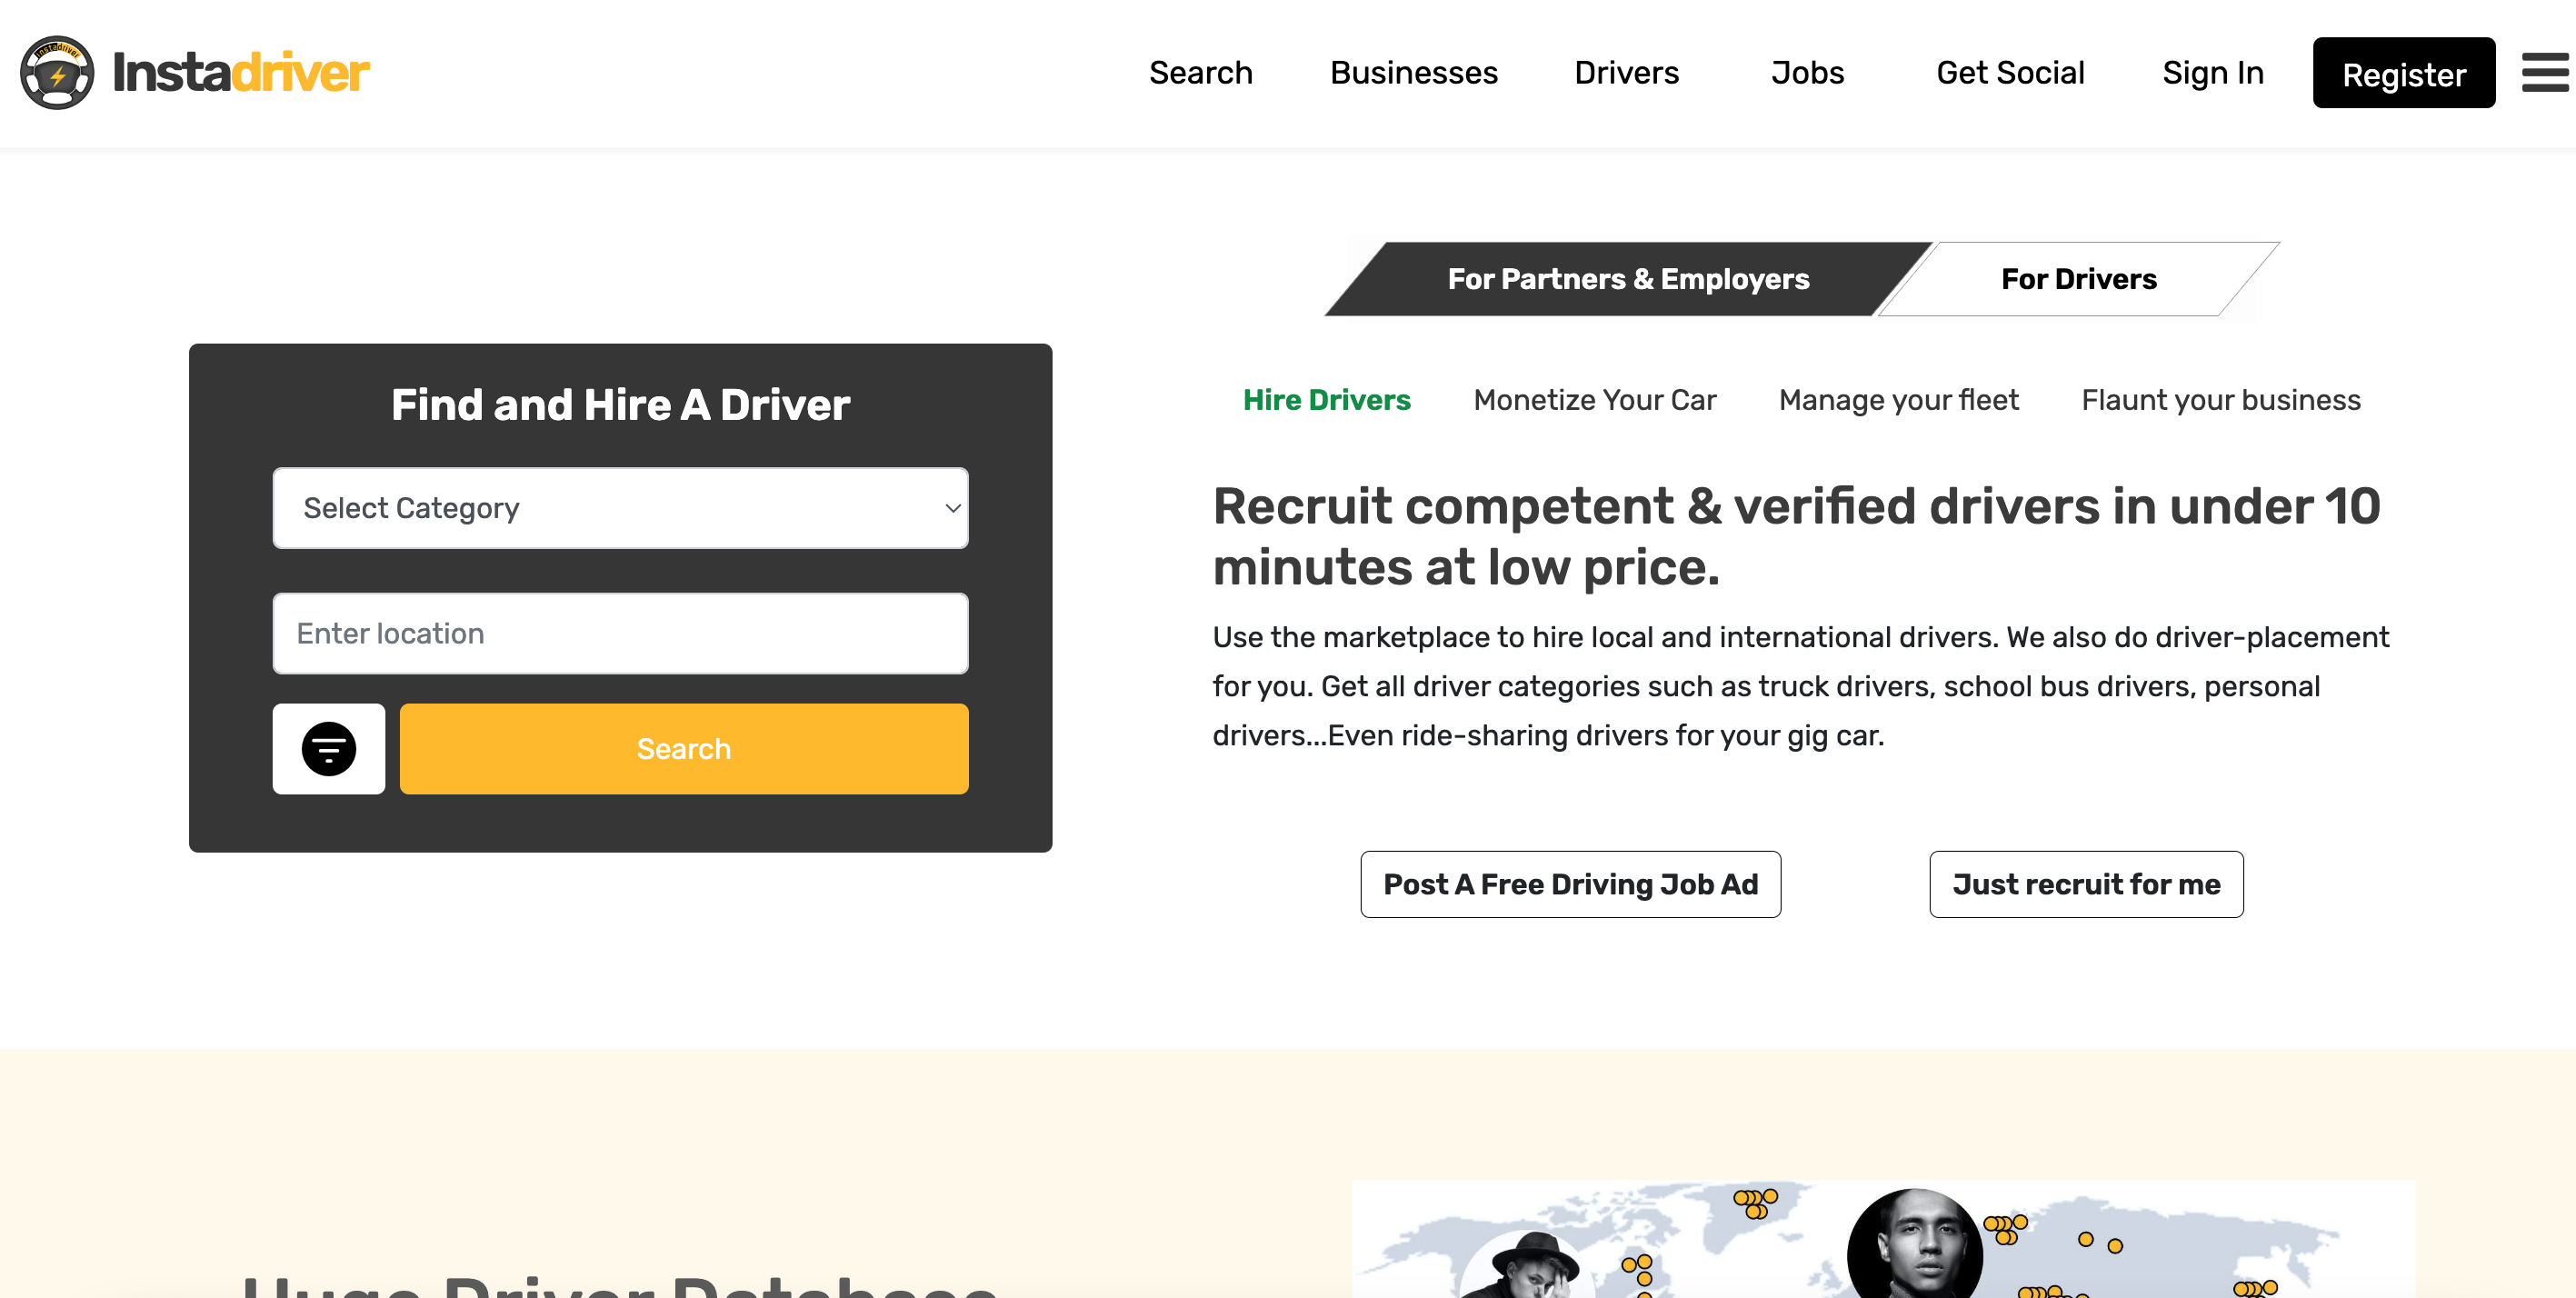 Instadriver
Instadriver
Search
Businesses
Drivers
Jobs
Get Social
Sign In
Register
For Partners & Employers
For Drivers
Find and Hire A Driver
Select Category
Enter location
Search
Hire Drivers
Monetize Your Car
Manage your fleet
Flaunt your business
Recruit competent & verified drivers in under 10
minutes at low price.
Use the marketplace to hire local and international drivers. We also do driver-placement
for you. Get all driver categories such as truck drivers, school bus drivers, personal
drivers...Even ride-sharing drivers for your gig car.
Post A Free Driving Job Ad
Just recruit for me
Huge Driver Database